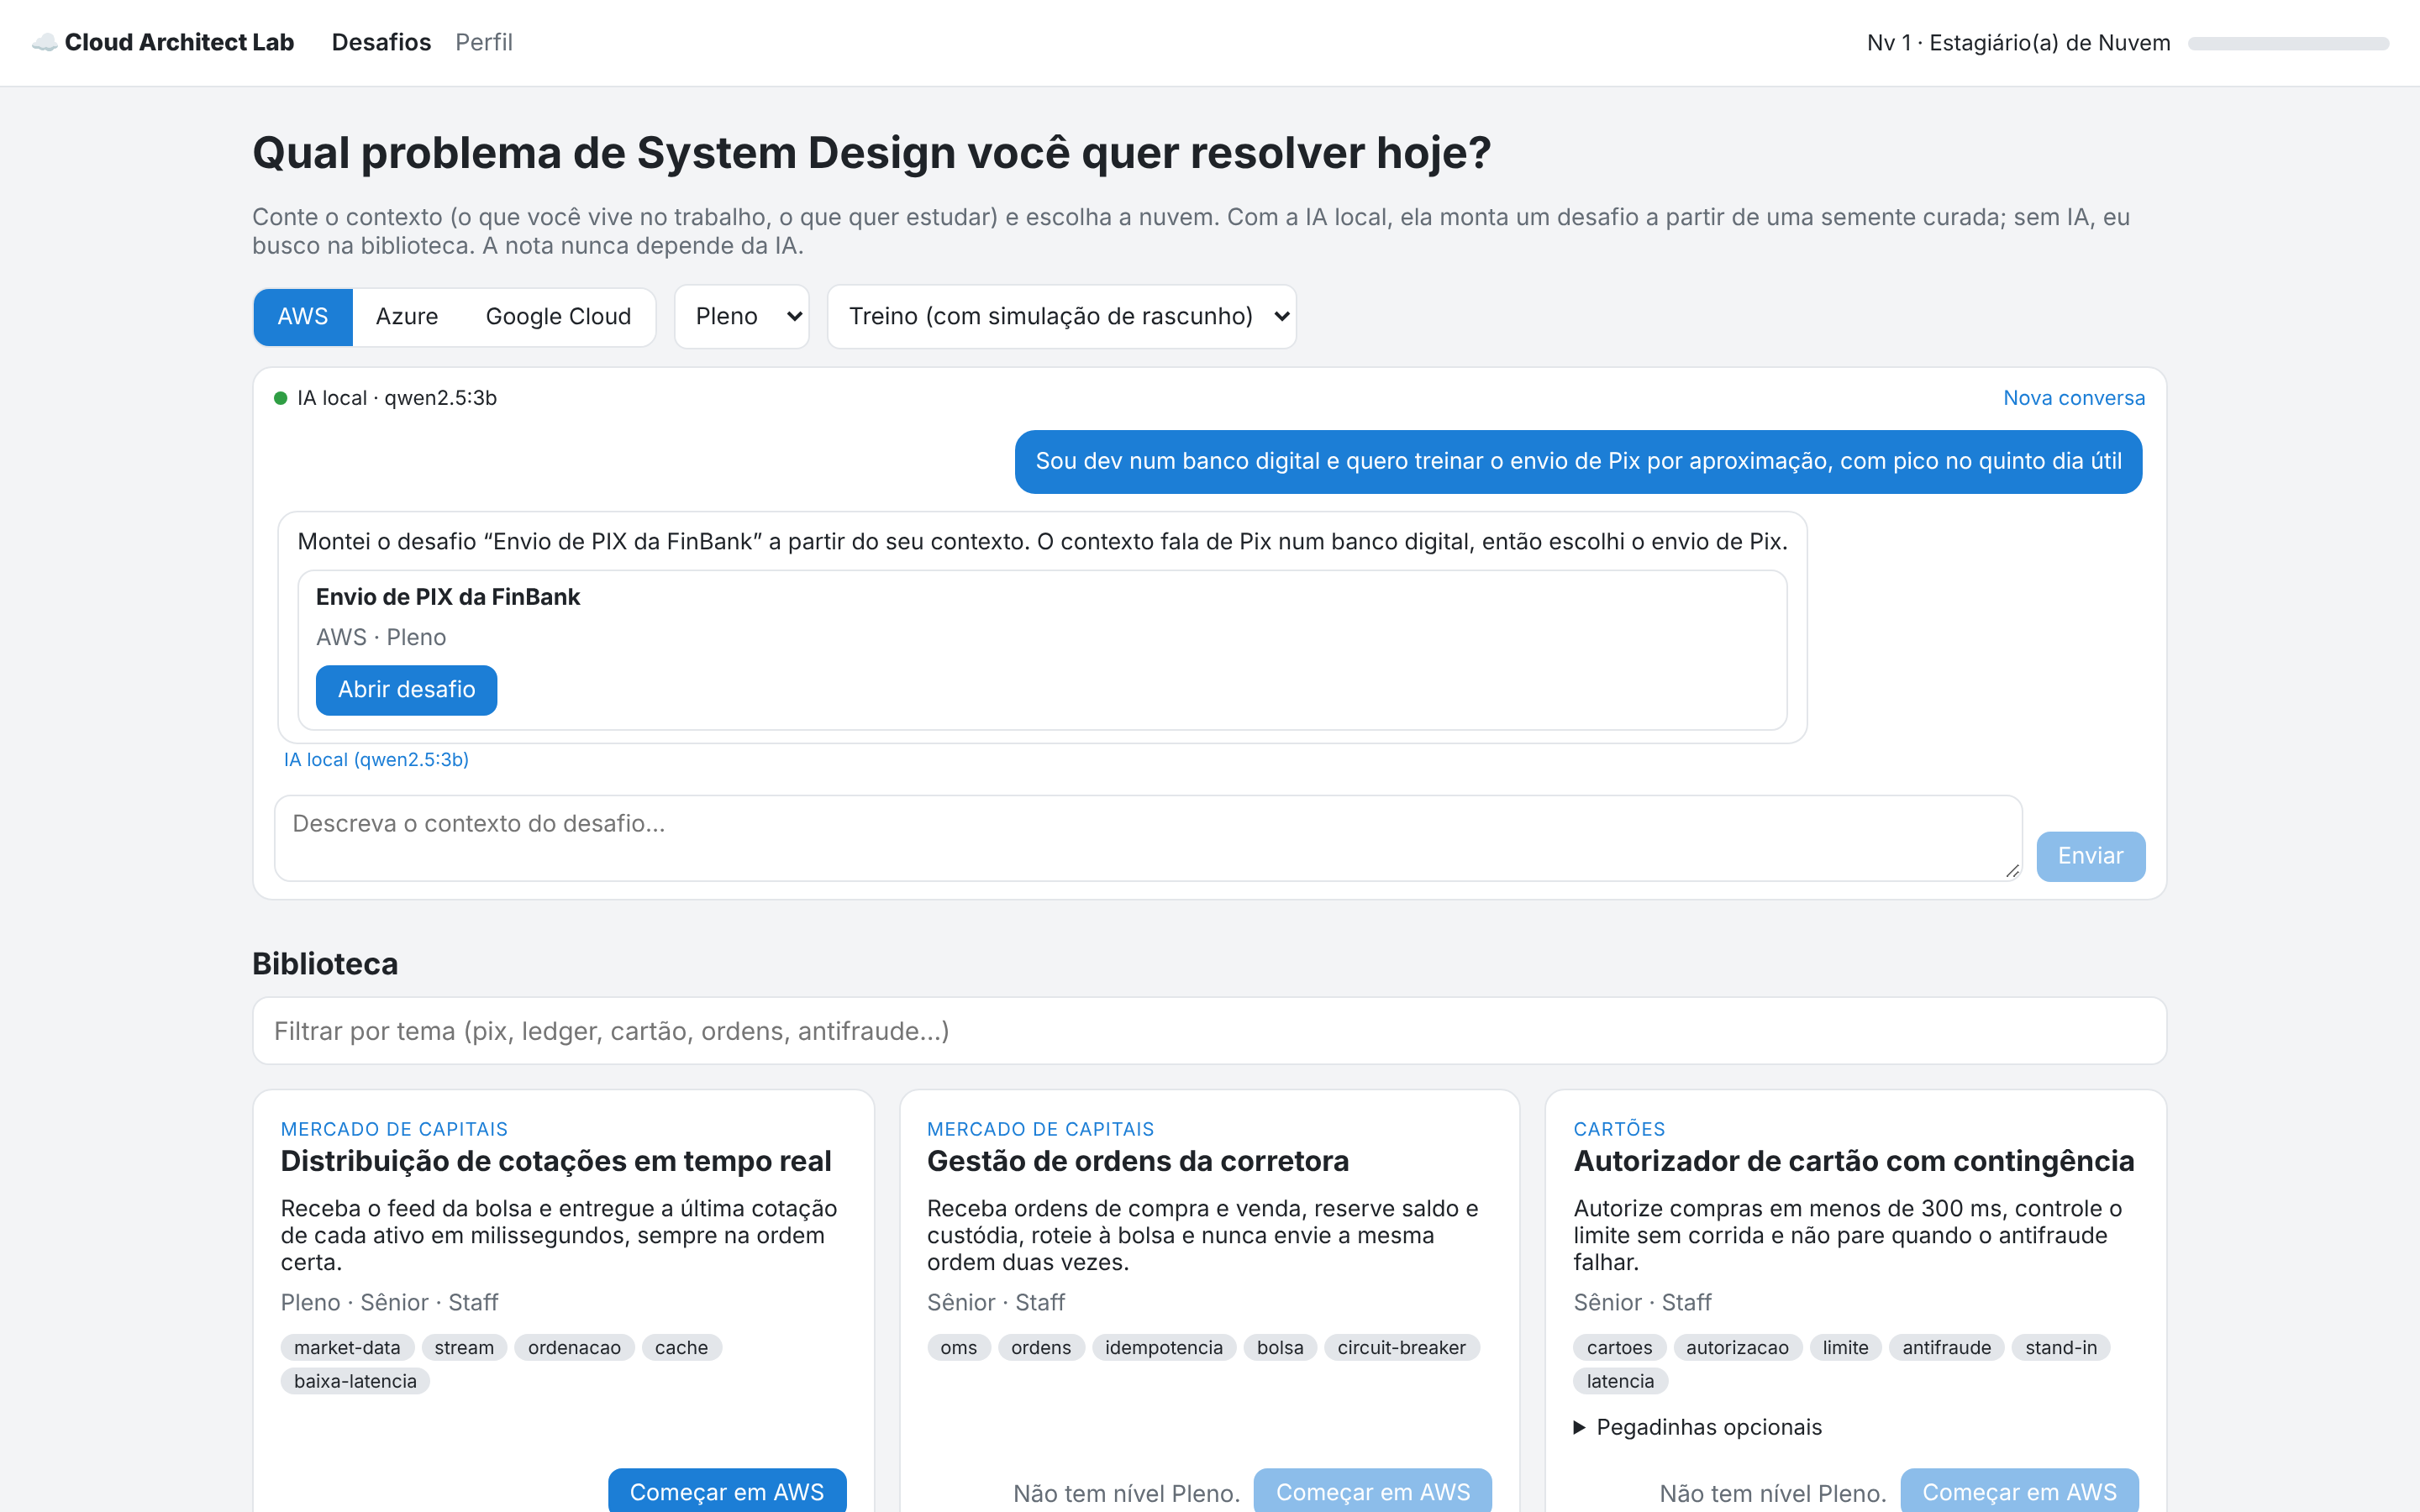 ☁️ Cloud Architect Lab Desafios Perfil Nv 1 · Estagiário(a) de Nuvem
Qual problema de System Design você quer resolver hoje?
Conte o contexto (o que você vive no trabalho, o que quer estudar) e escolha a nuvem. Com a IA local, ela monta um desafio a partir de uma semente curada; sem IA, eu
busco na biblioteca. A nota nunca depende da IA.
AWS Azure Google Cloud Pleno Treino (com simulação de rascunho)
IA local · qwen2.5:3b Nova conversa
Sou dev num banco digital e quero treinar o envio de Pix por aproximação, com pico no quinto dia útil
Montei o desafio “Envio de PIX da FinBank” a partir do seu contexto. O contexto fala de Pix num banco digital, então escolhi o envio de Pix.
Envio de PIX da FinBank
AWS · Pleno
Abrir desafio
IA local (qwen2.5:3b)
Descreva o contexto do desafio...
Enviar
Biblioteca
Filtrar por tema (pix, ledger, cartão, ordens, antifraude...)
MERCADO DE CAPITAIS
Distribuição de cotações em tempo real
Receba o feed da bolsa e entregue a última cotação
de cada ativo em milissegundos, sempre na ordem
certa.
Pleno · Sênior · Staff
market-data stream ordenacao cache
baixa-latencia
Começar em AWS
MERCADO DE CAPITAIS
Gestão de ordens da corretora
Receba ordens de compra e venda, reserve saldo e
custódia, roteie à bolsa e nunca envie a mesma
ordem duas vezes.
Sênior · Staff
oms ordens idempotencia bolsa circuit-breaker
Não tem nível Pleno. Começar em AWS
CARTÕES
Autorizador de cartão com contingência
Autorize compras em menos de 300 ms, controle o
limite sem corrida e não pare quando o antifraude
falhar.
Sênior · Staff
cartoes autorizacao limite antifraude stand-in
latencia
▶ Pegadinhas opcionais
Não tem nível Pleno. Começar em AWS